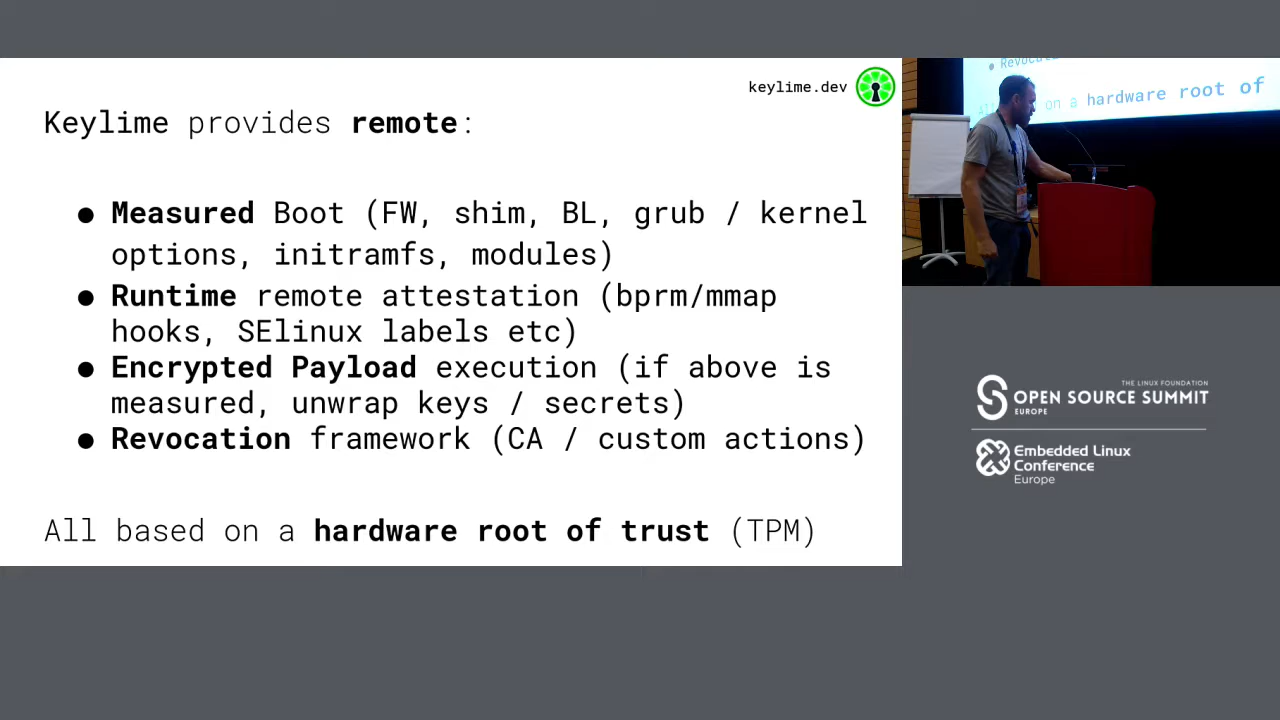 keylime.dev
Keylime provides remote:
● Measured Boot (FW, shim, BL, grub / kernel
options, initramfs, modules)
● Runtime remote attestation (bprm/mmap
hooks, SElinux labels etc)
● Encrypted Payload execution (if above is
measured, unwrap keys / secrets)
● Revocation framework (CA / custom actions)
All based on a hardware root of trust (TPM)
on a hardware root of
THE LINUX FOUNDATION
OPEN SOURCE SUMMIT
EUROPE
Embedded Linux
Conference
Europe